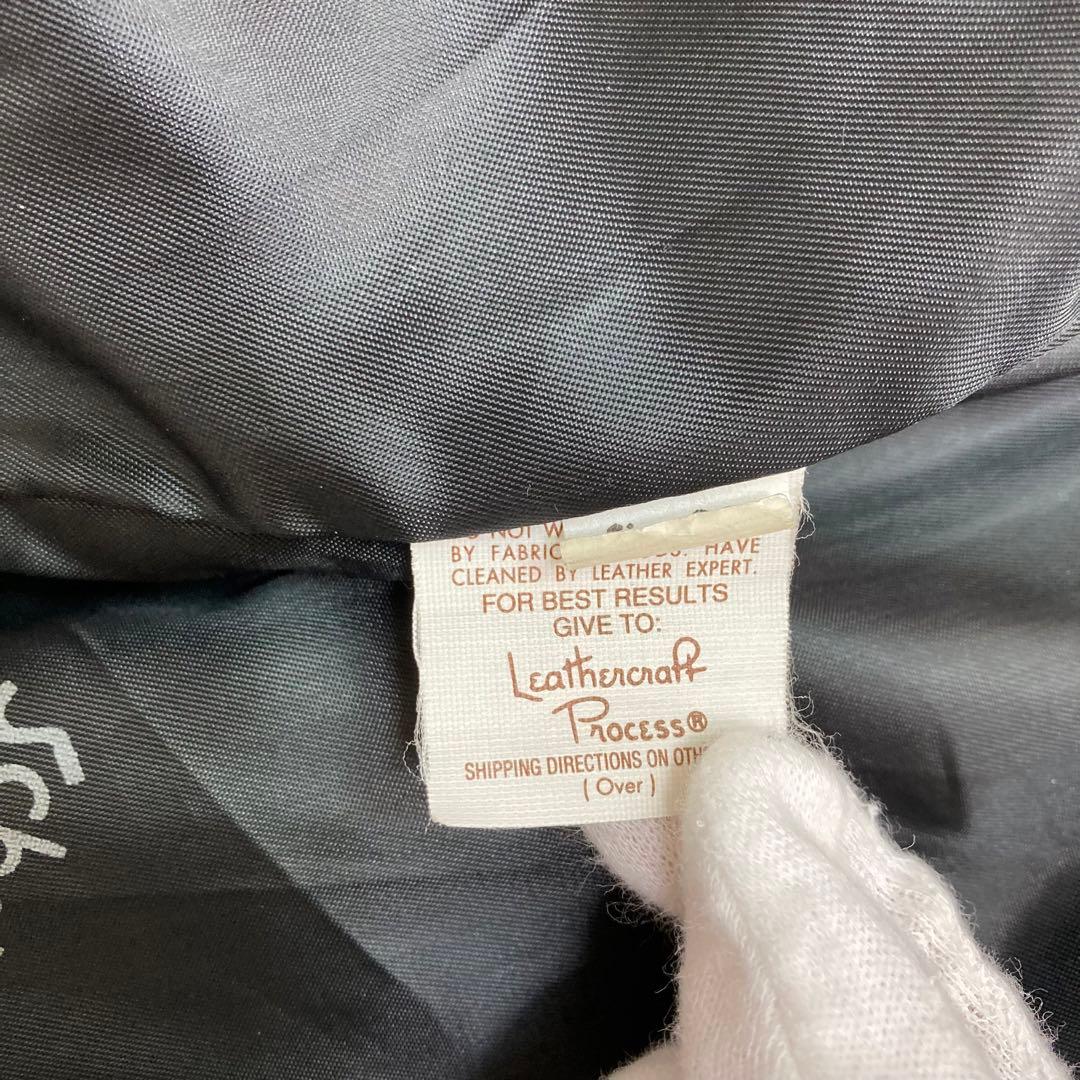 NOT W
BY FABRIC
HAVE
CLEANED BY LEATHER EXPERT.
FOR BEST RESULTS
GIVE TO:
Leathercraft
Process®
SHIPPING DIRECTIONS ON OTH
( Over )